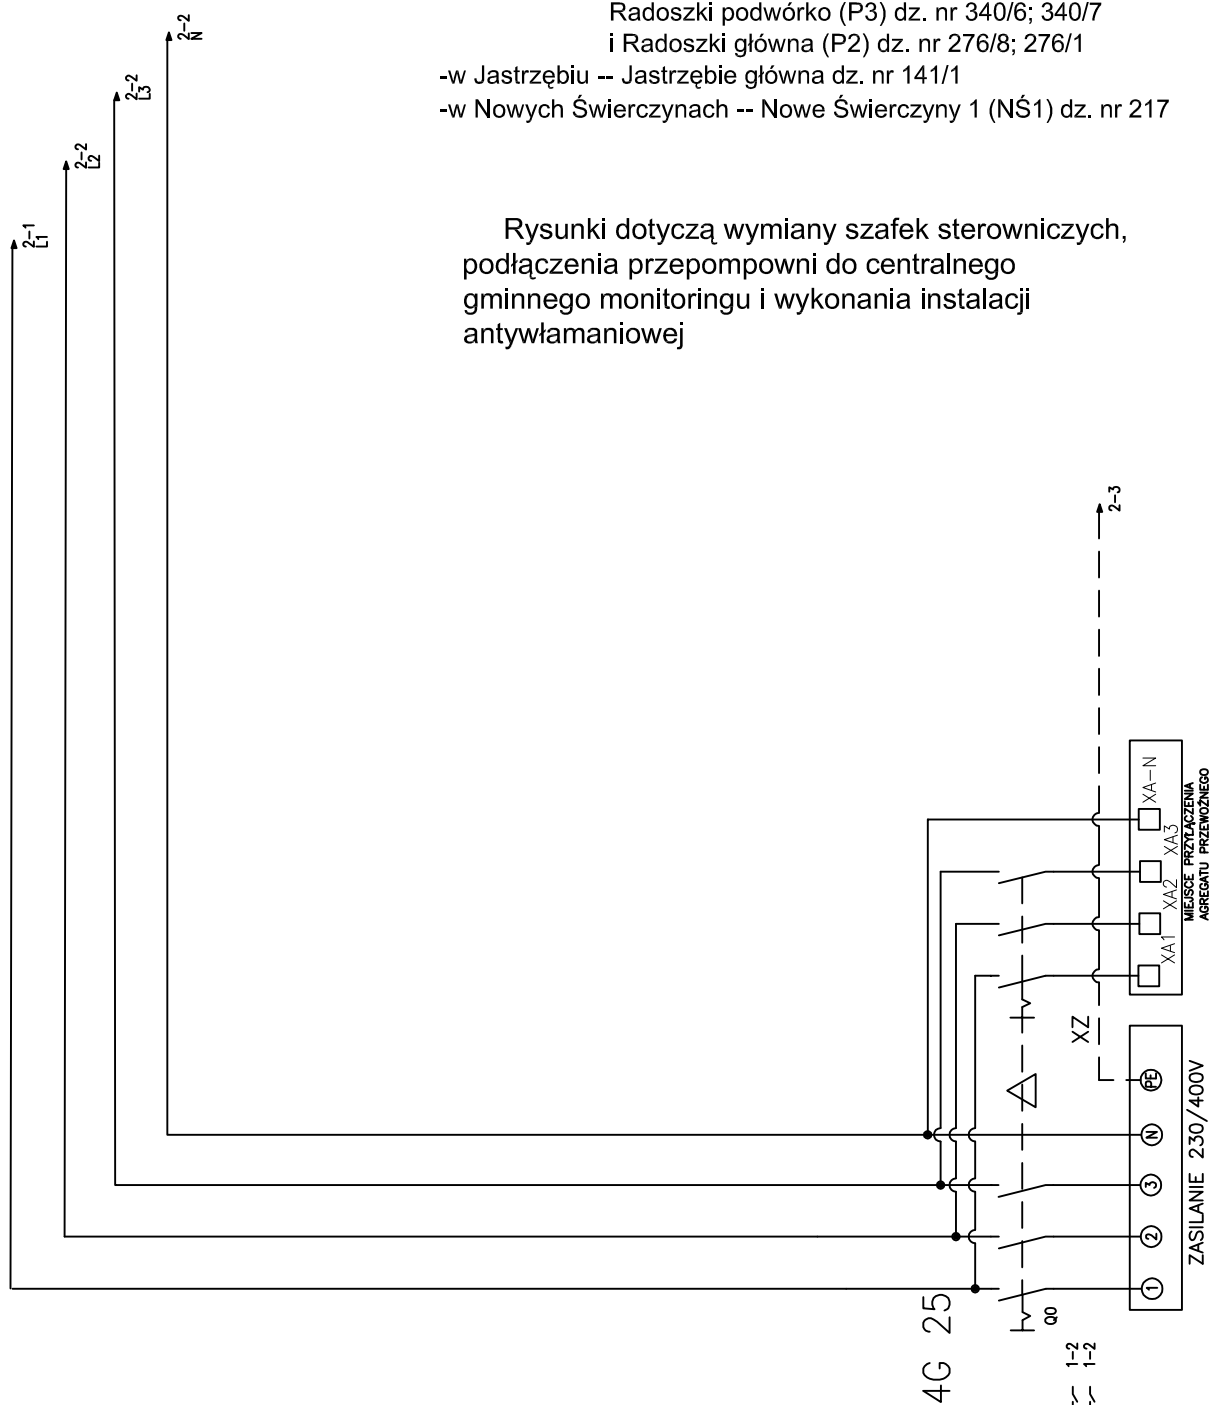 Radoszki podwórko (P3) dz. nr 340/6; 340/7
i Radoszki główna (P2) dz. nr 276/8; 276/1
-w Jastrzębiu -- Jastrzębie główna dz. nr 141/1
-w Nowych Świerczynach -- Nowe Świerczyny 1 (NŚ1) dz. nr 217
Rysunki dotyczą wymiany szafek sterowniczych,
podłączenia przepompowni do centralnego
gminnego monitoringu i wykonania instalacji
antywłamaniowej
2-1
L1
2-2
L2
2-2
L3
2-2
N
2-3
XA1
XA2
XA3
XA-N
MIEJSCE PRZYŁĄCZENIA
AGREGATU PRZEWOŹNEGO
XZ
1
2
3
N
PE
ZASILANIE 230/400V
Q0
4G 25
1-2
1-2